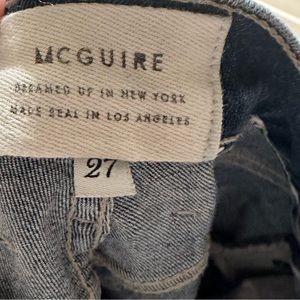 MCGUIRE
DREAMED UP IN NEW YORK
MADE REAL IN LOS ANGELES
27